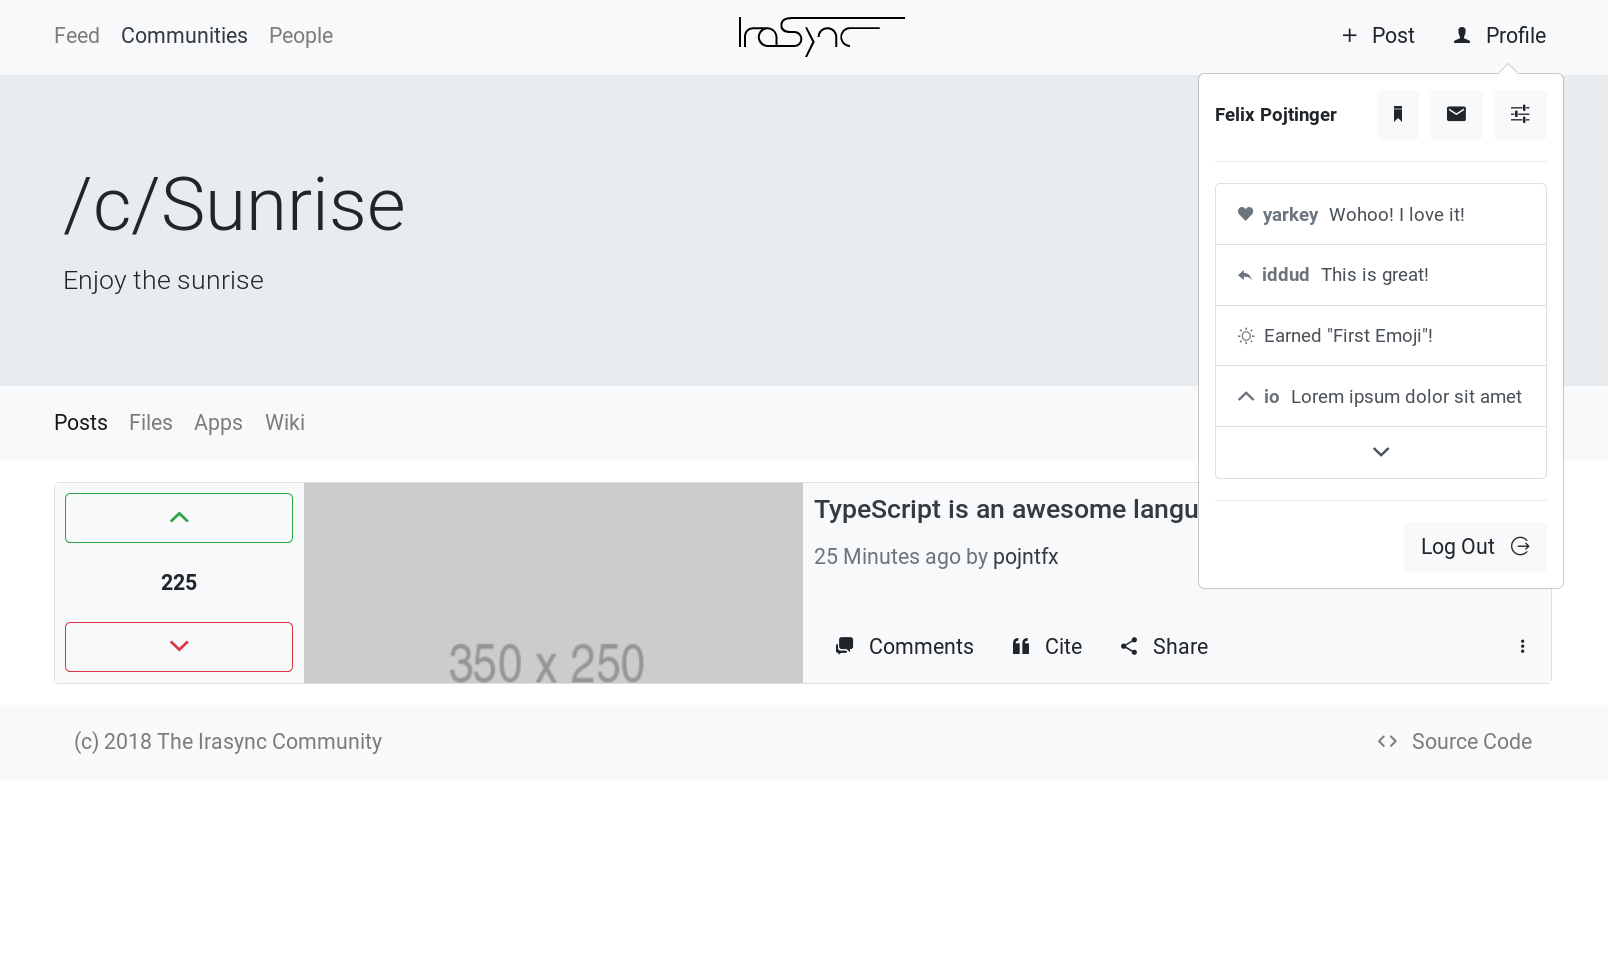 Feed Communities People
IraSync
Post Profile
Felix Pojtinger
yarkey Wohoo! I love it!
iddud This is great!
Earned "First Emoji"!
io Lorem ipsum dolor sit amet
Log Out
/c/Sunrise
Enjoy the sunrise
Posts Files Apps Wiki
225
350 x 250
TypeScript is an awesome
25 Minutes ago by pojntfx
Comments Cite Share
(c) 2018 The Irasync Community
Source Code